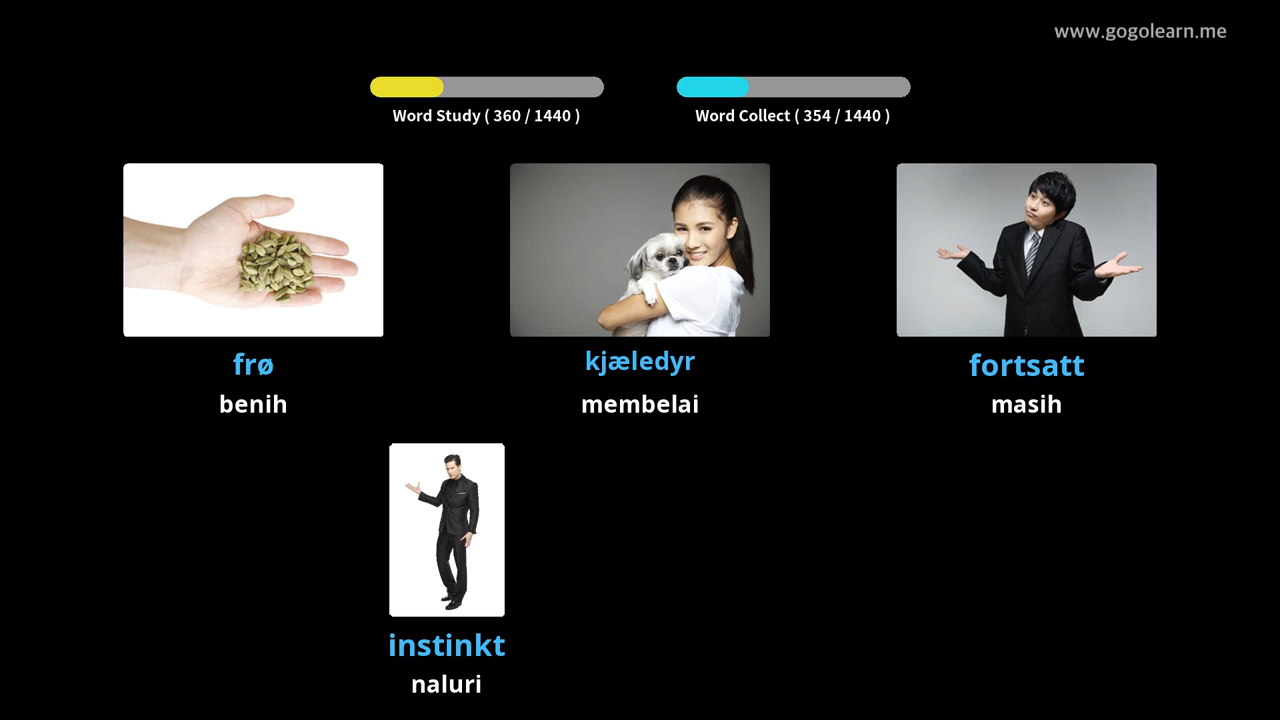 www.gogolearn.me
Word Study ( 360 / 1440 )
Word Collect ( 354 / 1440 )
frø
kjæledyr
fortsatt
benih
membelai
masih
instinkt
naluri